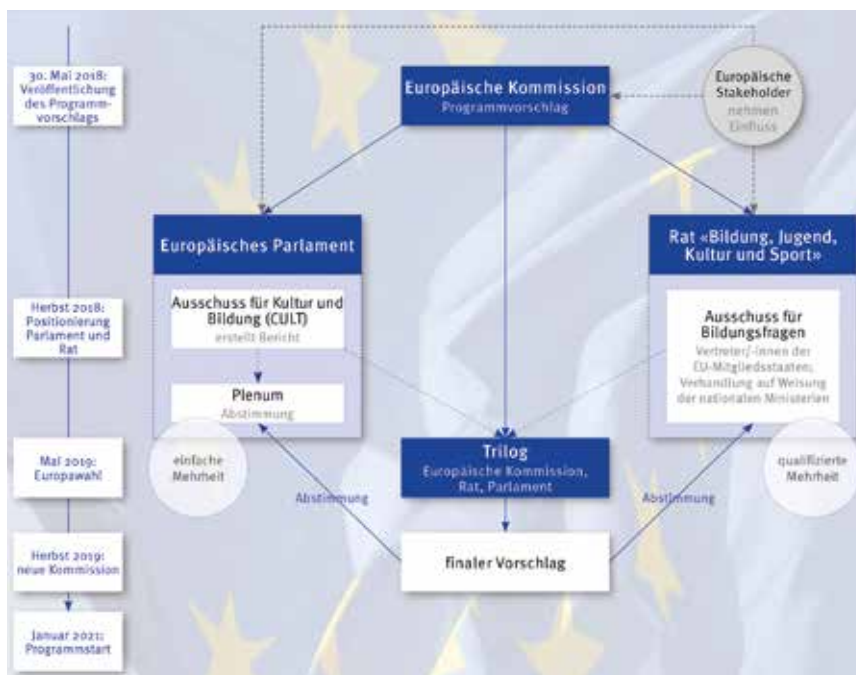 30. Mai 2018:
Veröffentlichung
des Programm-
vorschlags
Herbst 2018:
Positionierung
Parlament und
Rat
Mai 2019:
Europawahl
Herbst 2019:
neue Kommission
Januar 2021:
Programmstart
Europäische Kommission
Programmvorschlag
Europäische
Stakeholder
nehmen
Einfluss
Europäisches Parlament
Ausschuss für Kultur und
Bildung (CULT)
erstellt Bericht
Plenum
Abstimmung
einfache
Mehrheit
Rat «Bildung, Jugend,
Kultur und Sport»
Ausschuss für
Bildungsfragen
Vertreter/-innen der
EU-Mitgliedsstaaten;
Verhandlung auf Weisung
der nationalen Ministerien
qualifizierte
Mehrheit
Trilog
Europäische Kommission,
Rat, Parlament
Abstimmung
Abstimmung
finaler Vorschlag